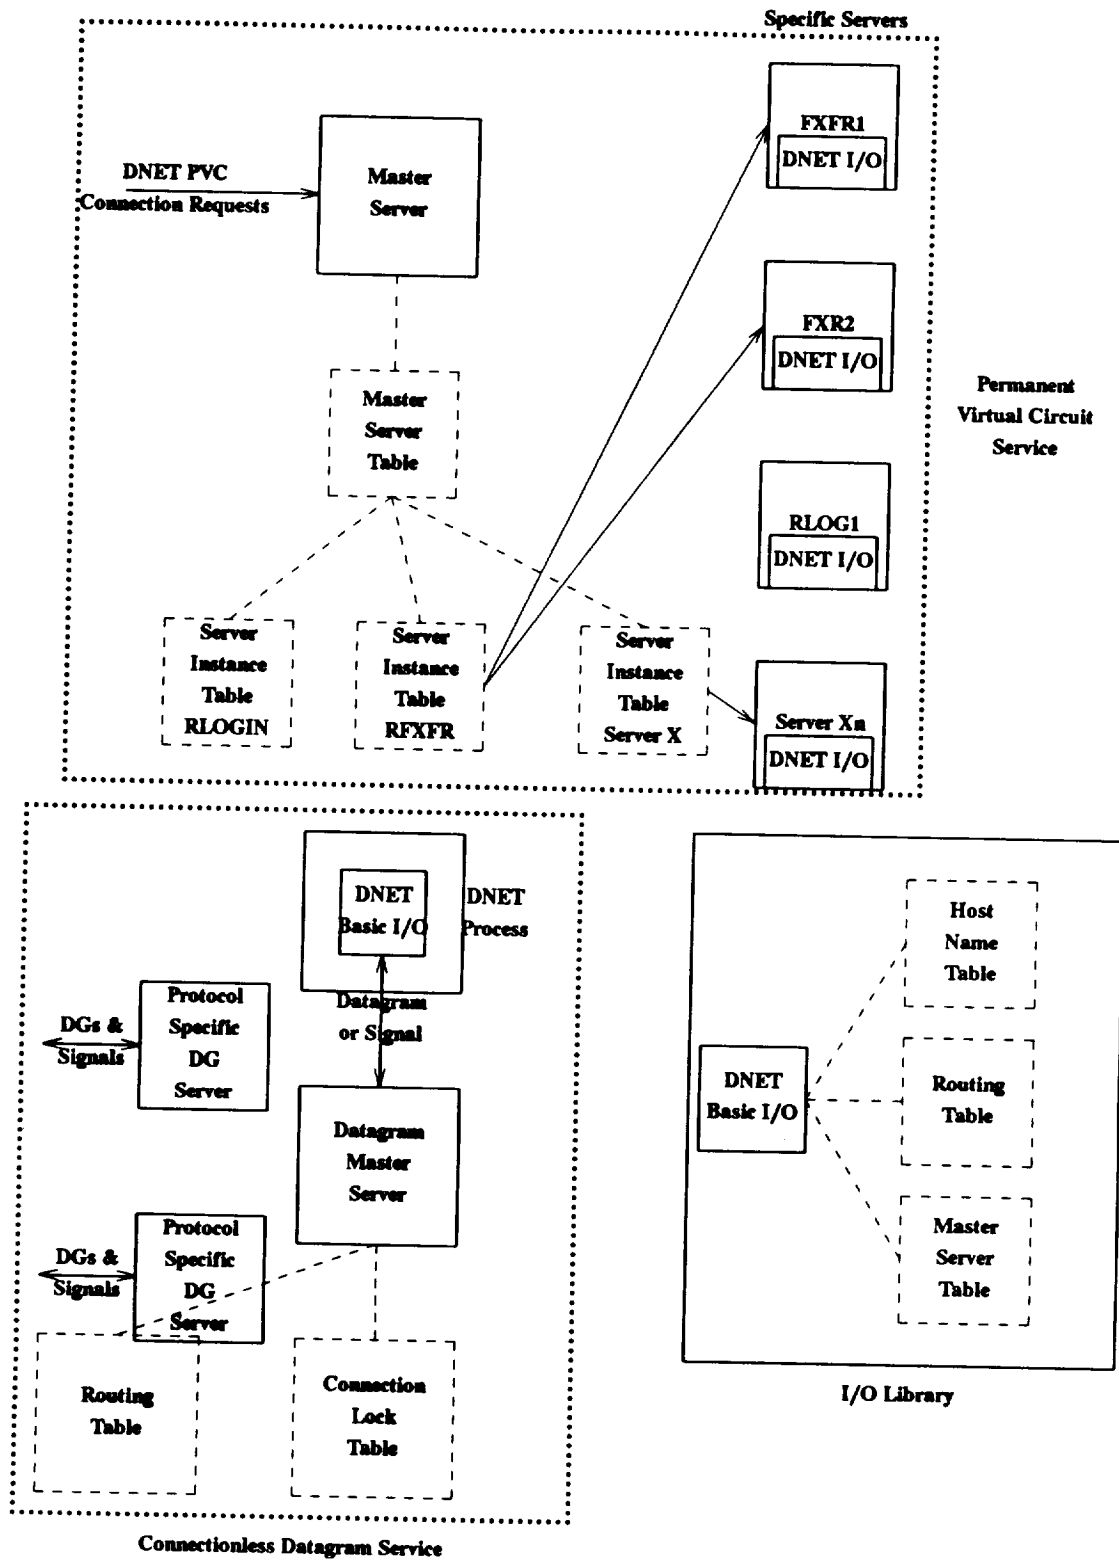 Specific Servers
FXFR1
DNET I/O
DNET PVC
Connection Requests
Master
Server
FXR2
DNET I/O
Permanent
Virtual Circuit
Service
Master
Server
Table
RLOG1
DNET I/O
Server
Instance
Table
RLOGIN
Server
Instance
Table
RFXFR
Server
Instance
Table
Server X
Server Xn
DNET I/O
DNET
Basic I/O
DNET
Process
Datagram
or Signal
DGs &
Signals
Protocol
Specific
DG
Server
Datagram
Master
Server
DGs &
Signals
Protocol
Specific
DG
Server
Routing
Table
Connection
Lock
Table
Connectionless Datagram Service
Host
Name
Table
DNET
Basic I/O
Routing
Table
Master
Server
Table
I/O Library